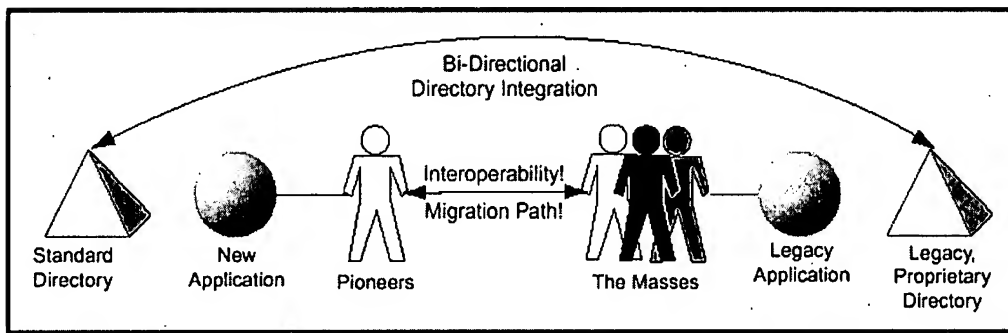 Bi-Directional
Directory Integration
Interoperability!
Migration Path!
Standard
Directory
New
Application
Pioneers
The Masses
Legacy
Application
Legacy,
Proprietary
Directory